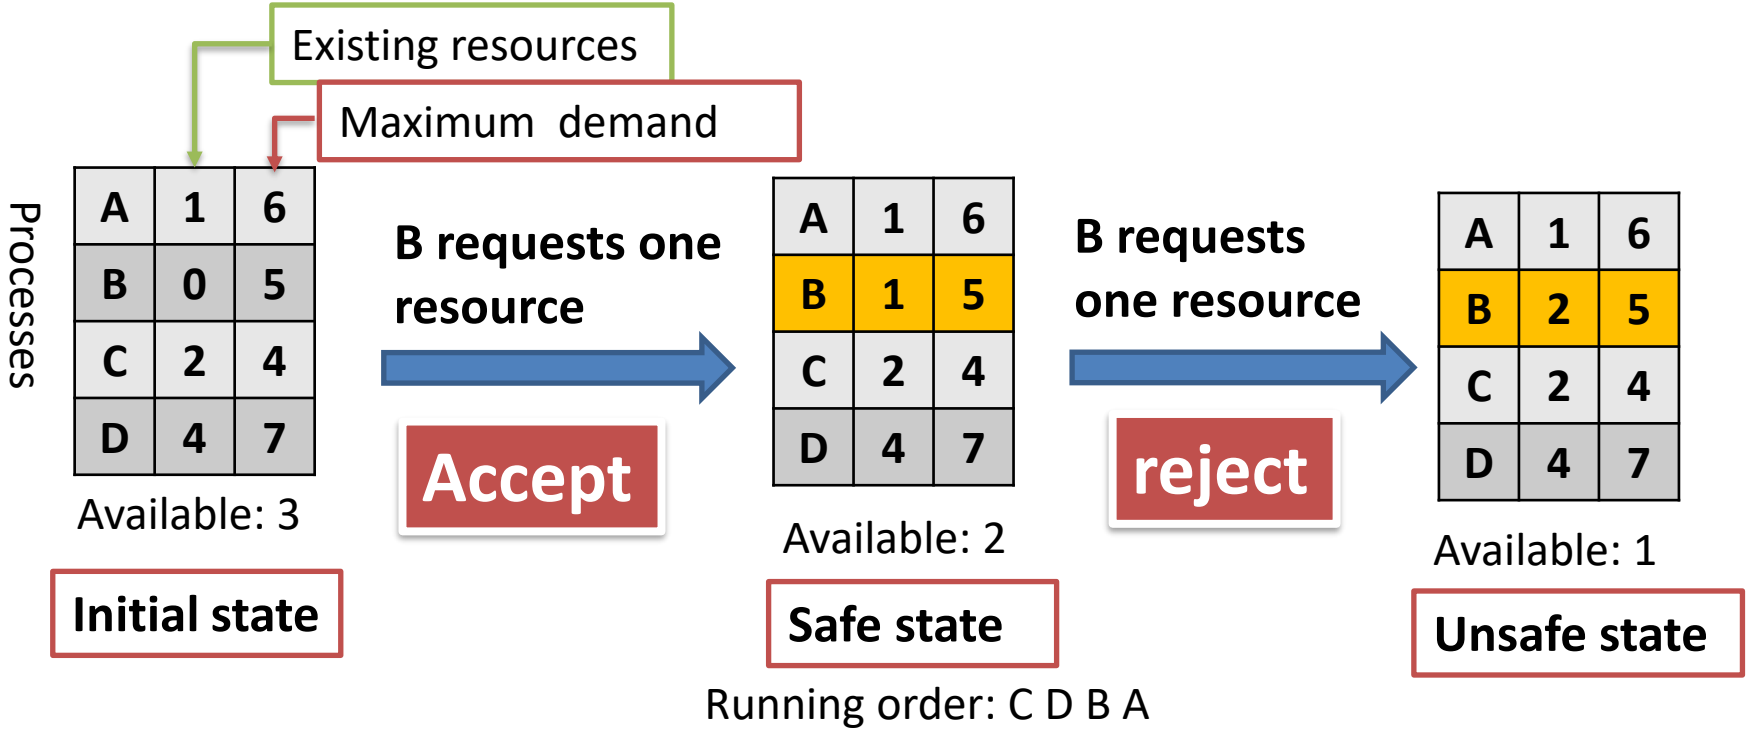 Existing resources
Maximum  demand
Processes
A 1 6
B 0 5
C 2 4
D 4 7
Available: 3
Initial state
B requests one
resource
Accept
A 1 6
B 1 5
C 2 4
D 4 7
Available: 2
Safe state
Running order: C D B A
B requests
one resource
reject
A 1 6
B 2 5
C 2 4
D 4 7
Available: 1
Unsafe state